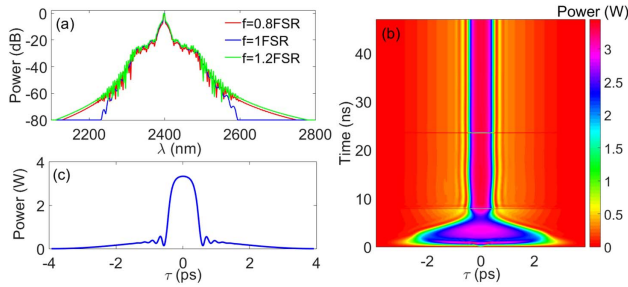 (a)
Power (dB)
0
-20
-40
-60
-80
f=0.8FSR
f=1FSR
f=1.2FSR
2200
2400
2600
2800
λ (nm)
(c)
Power (W)
4
2
0
-4
-2
0
2
4
τ (ps)
Power (W)
(b)
Time (ns)
40
30
20
10
0
-2
0
2
τ (ps)
3
2.5
2
1.5
1
0.5
0